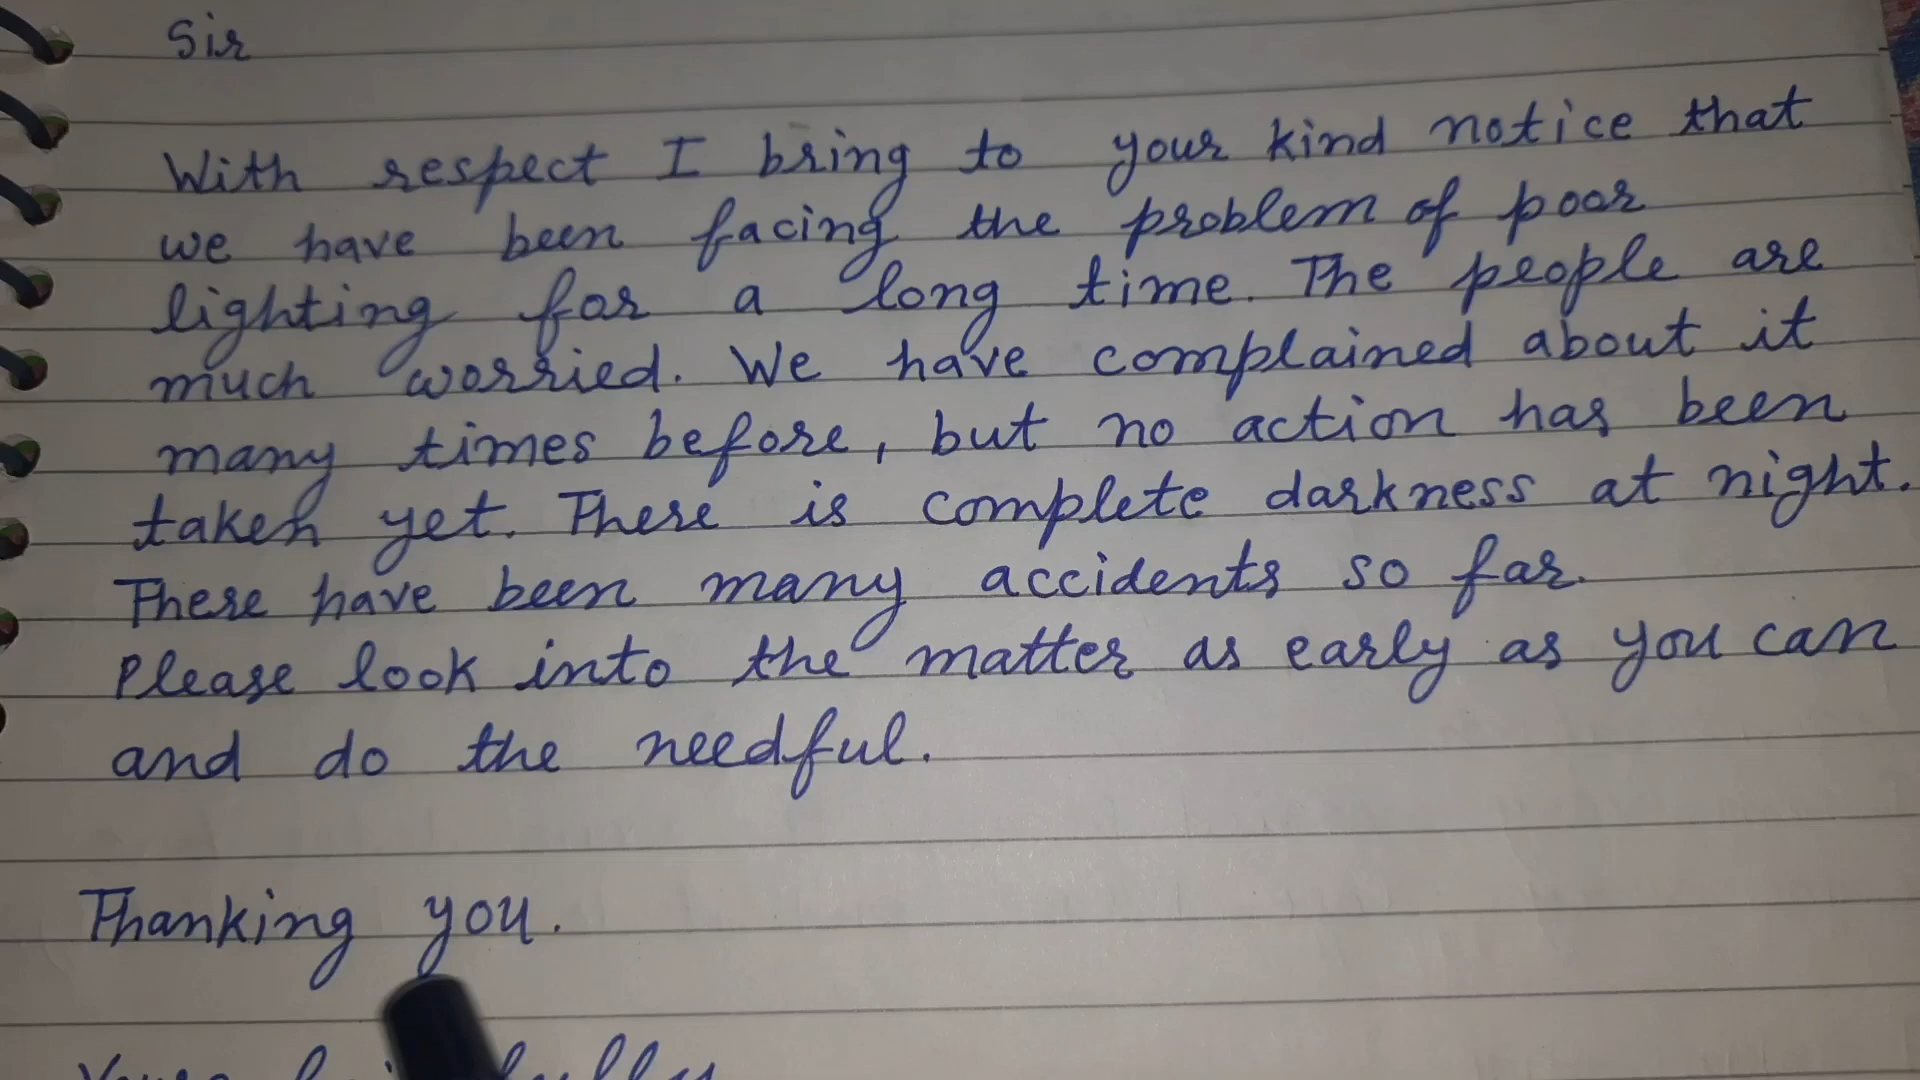 Sir
With respect I bring to your kind notice that
we have been facing the problem of poor
lighting for a long time. The people are
much worried. We have complained about it
many times before, but no action has been
taken yet. There is complete darkness at night.
There have been many accidents so far.
Please look into the matter as early as you can
and do the needful.
Thanking you.